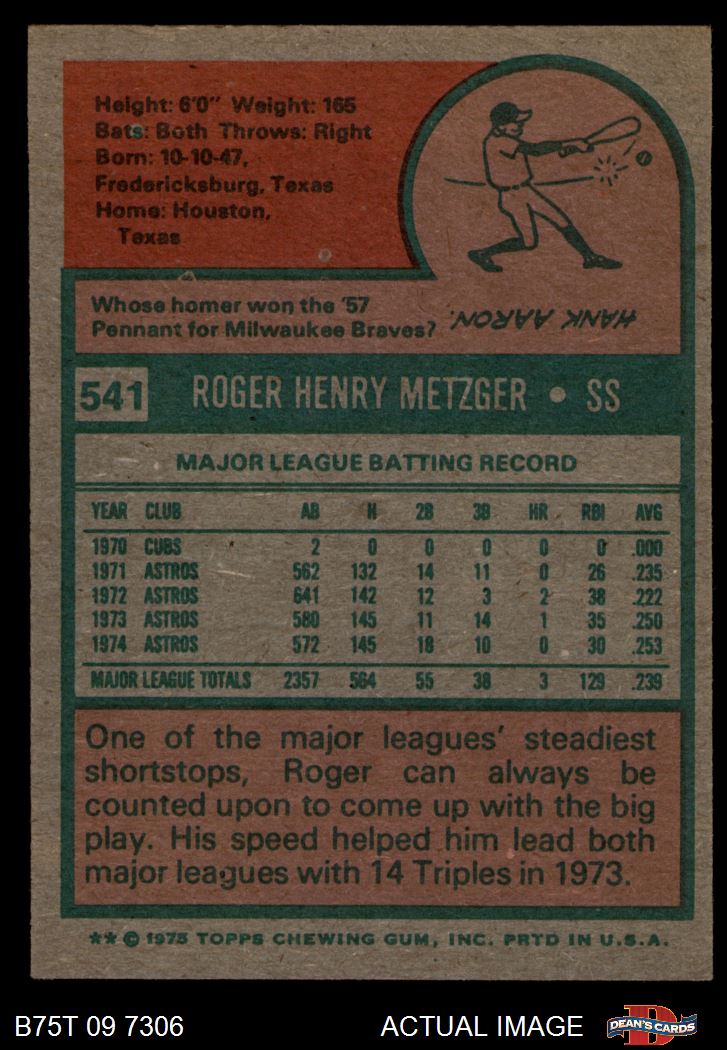 Height: 6'0" Weight: 165
Bats: Both Throws: Right
Born: 10-10-47,
Fredericksburg, Texas
Home: Houston,
Texas
Whose homer won the '57
Pennant for Milwaukee Braves?
HANK AARON.
541 ROGER HENRY METZGER • SS
MAJOR LEAGUE BATTING RECORD
YEAR CLUB AB H 2B 3B HR RBI AVG
1970 CUBS 2 0 0 0 0 0 .000
1971 ASTROS 562 132 14 11 0 26 .235
1972 ASTROS 641 142 12 3 2 38 .222
1973 ASTROS 580 145 11 14 1 35 .250
1974 ASTROS 572 145 18 10 0 30 .253
MAJOR LEAGUE TOTALS 2357 564 55 38 3 129 .239
One of the major leagues' steadiest
shortstops, Roger can always be
counted upon to come up with the big
play. His speed helped him lead both
major leagues with 14 Triples in 1973.
** © 1975 TOPPS CHEWING GUM, INC. PRTD IN U.S.A.
B75T 09 7306 ACTUAL IMAGE
DEAN'S CARDS